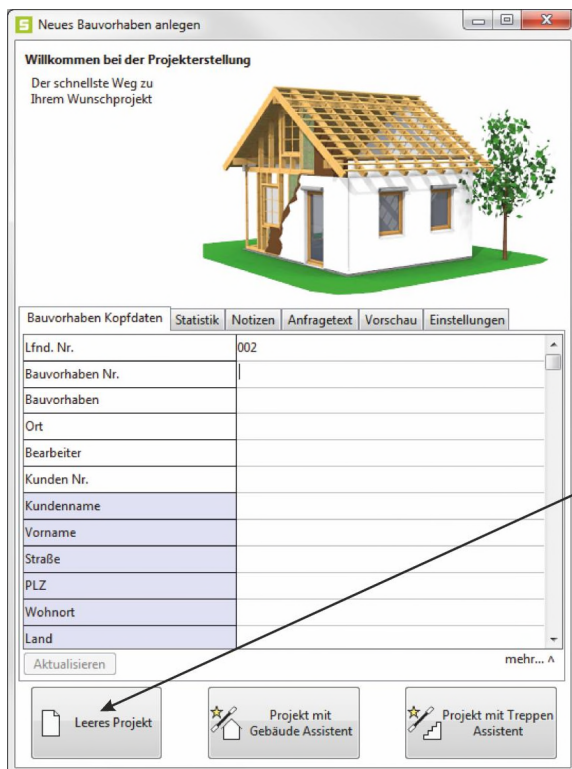 Neues Bauvorhaben anlegen
Willkommen bei der Projekterstellung
Der schnellste Weg zu
Ihrem Wunschprojekt
Bauvorhaben Kopfdaten Statistik Notizen Anfragetext Vorschau Einstellungen
Lfnd. Nr. 002
Bauvorhaben Nr.
Bauvorhaben
Ort
Bearbeiter
Kunden Nr.
Kundenname
Vorname
Straße
PLZ
Wohnort
Land
Aktualisieren mehr... ^
Leeres Projekt
Projekt mit
Gebäude Assistent
Projekt mit Treppen
Assistent